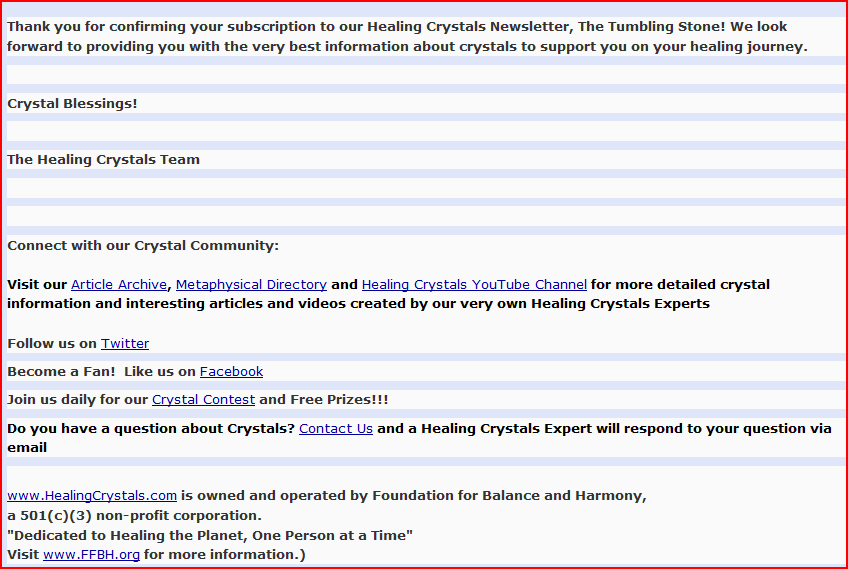 Thank you for confirming your subscription to our Healing Crystals Newsletter, The Tumbling Stone! We look
forward to providing you with the very best information about crystals to support you on your healing journey.
Crystal Blessings!
The Healing Crystals Team
Connect with our Crystal Community:
Visit our Article Archive, Metaphysical Directory and Healing Crystals YouTube Channel for more detailed crystal
information and interesting articles and videos created by our very own Healing Crystals Experts
Follow us on Twitter
Become a Fan!  Like us on Facebook
Join us daily for our Crystal Contest and Free Prizes!!!
Do you have a question about Crystals? Contact Us and a Healing Crystals Expert will respond to your question via
email
www.HealingCrystals.com is owned and operated by Foundation for Balance and Harmony,
a 501(c)(3) non-profit corporation.
"Dedicated to Healing the Planet, One Person at a Time"
Visit www.FFBH.org for more information.)